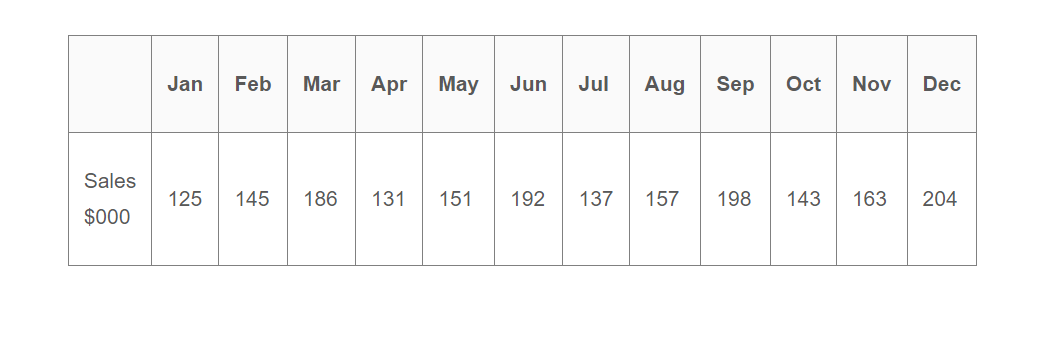 Jan Feb Mar Apr May Jun Jul Aug Sep Oct Nov Dec
Sales
$000
125 145 186 131 151 192 137 157 198 143 163 204